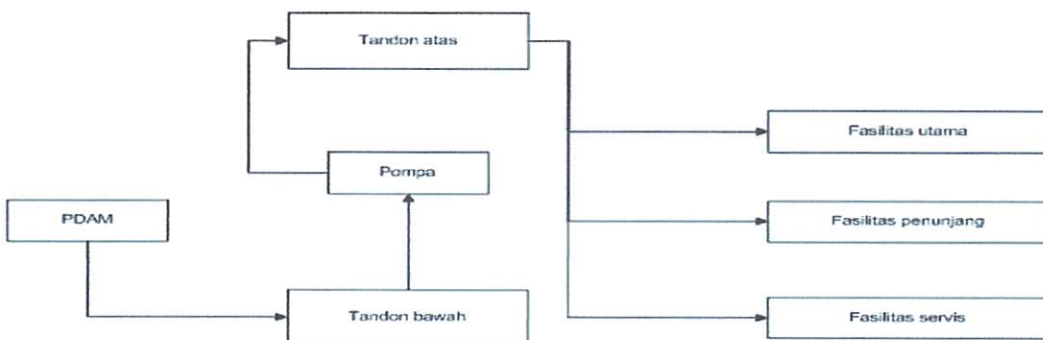 Tandon atas
Fasilitas utama
Pompa
PDAM
Fasilitas penunjang
Tandon bawah
Fasilitas servis